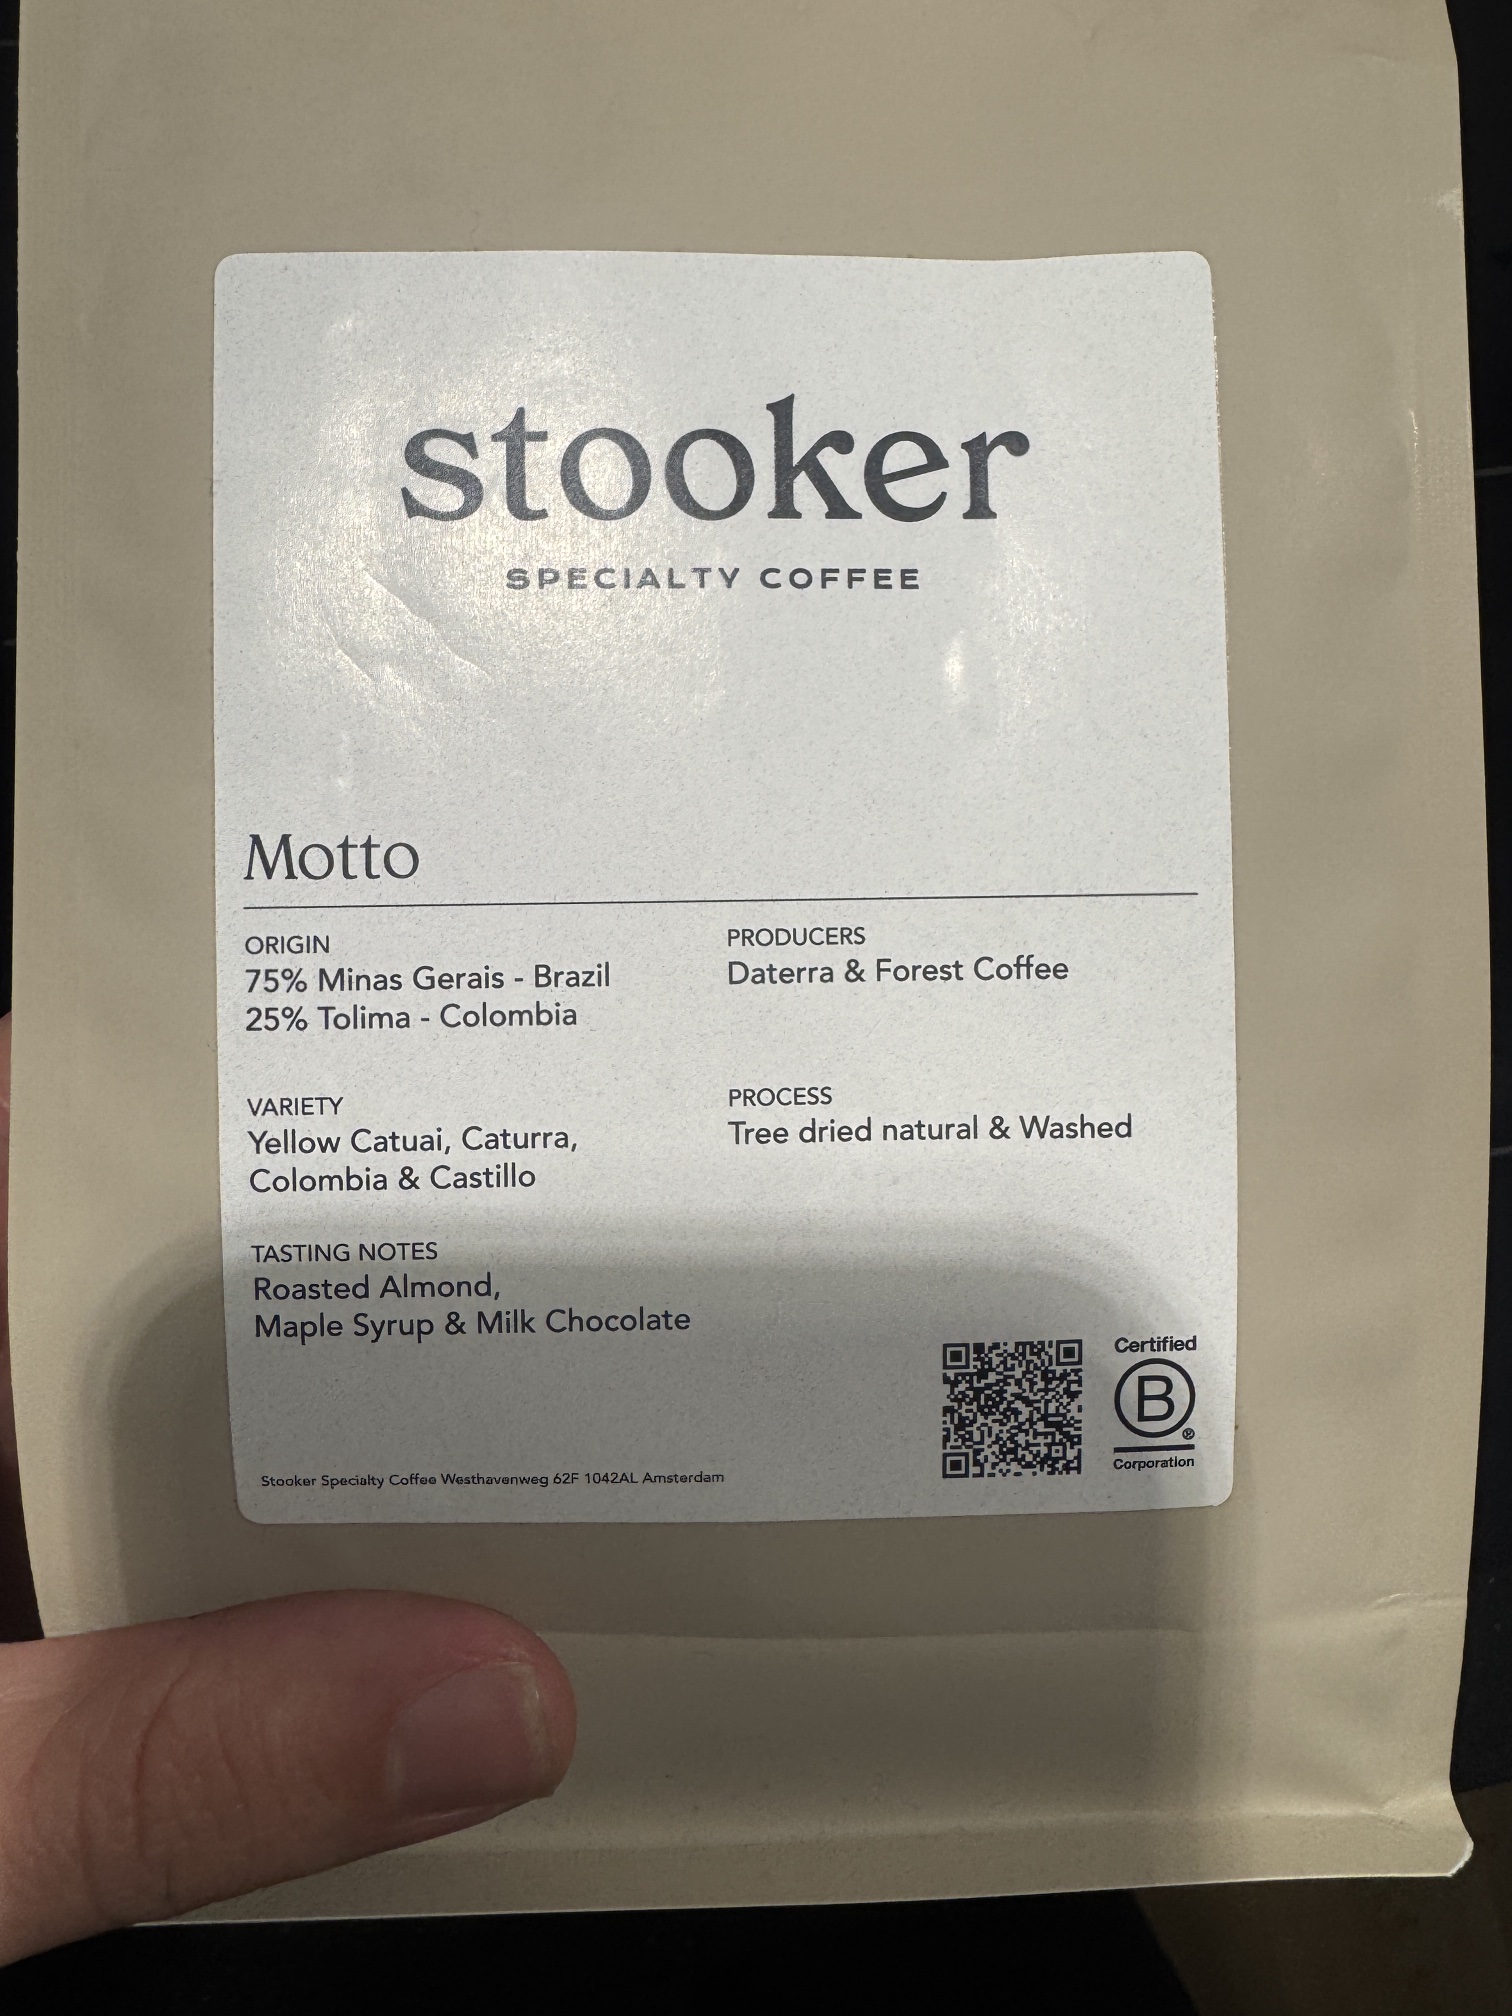 stooker
SPECIALTY COFFEE
Motto
ORIGIN
75% Minas Gerais - Brazil
25% Tolima - Colombia
PRODUCERS
Daterra & Forest Coffee
VARIETY
Yellow Catuai, Caturra,
Colombia & Castillo
PROCESS
Tree dried natural & Washed
TASTING NOTES
Roasted Almond,
Maple Syrup & Milk Chocolate
Certified
B
®
Corporation
Stooker Specialty Coffee Westhavenweg 62F 1042AL Amsterdam